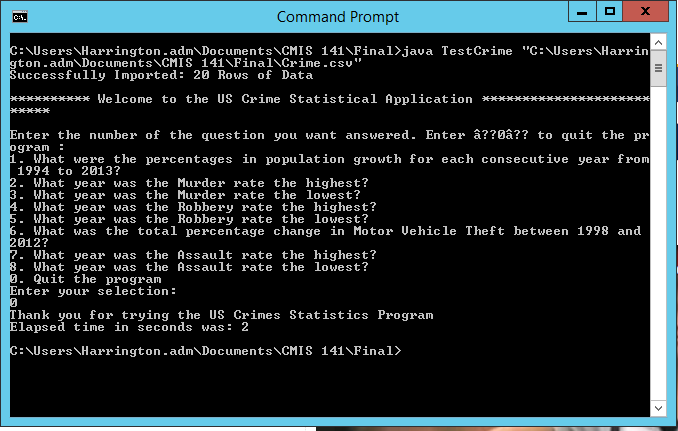 Command Prompt
C:\Users\Harrington.adm\Documents\CMIS 141\Final>java TestCrime "C:\Users\Harrin
gton.adm\Documents\CMIS 141\Final\Crime.csv"
Successfully Imported: 20 Rows of Data
********** Welcome to the US Crime Statistical Application *********************
*****
Enter the number of the question you want answered. Enter â??0â?? to quit the pr
ogram :
1. What were the percentages in population growth for each consecutive year from
1994 to 2013?
2. What year was the Murder rate the highest?
3. What year was the Murder rate the lowest?
4. What year was the Robbery rate the highest?
5. What year was the Robbery rate the lowest?
6. What was the total percentage change in Motor Vehicle Theft between 1998 and
2012?
7. What year was the Assault rate the highest?
8. What year was the Assault rate the lowest?
0. Quit the program
Enter your selection:
0
Thank you for trying the US Crimes Statistics Program
Elapsed time in seconds was: 2
C:\Users\Harrington.adm\Documents\CMIS 141\Final>